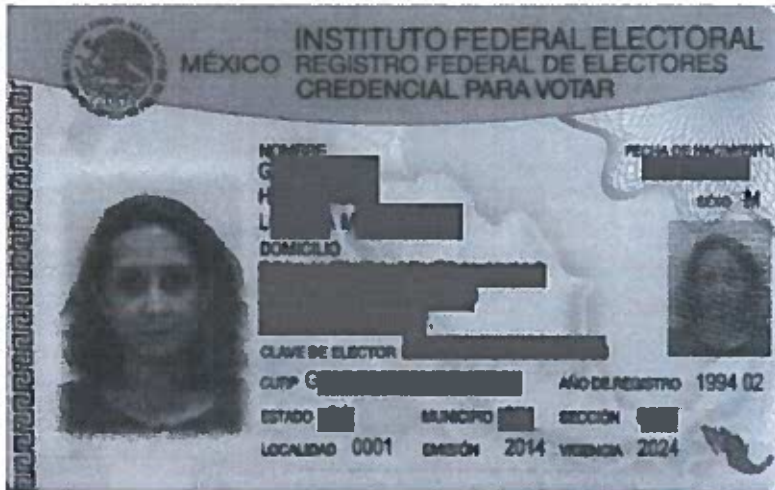 INSTITUTO FEDERAL ELECTORAL
MÉXICO REGISTRO FEDERAL DE ELECTORES
CREDENCIAL PARA VOTAR
NOMBRE
FECHA DE NACIMIENTO
G
SEXO M
L M
DOMICILIO
CLAVE DE ELECTOR
CURP G AÑO DE REGISTRO 1994 02
ESTADO MUNICIPIO SECCIÓN
LOCALIDAD 0001 EMISIÓN 2014 VIGENCIA 2024